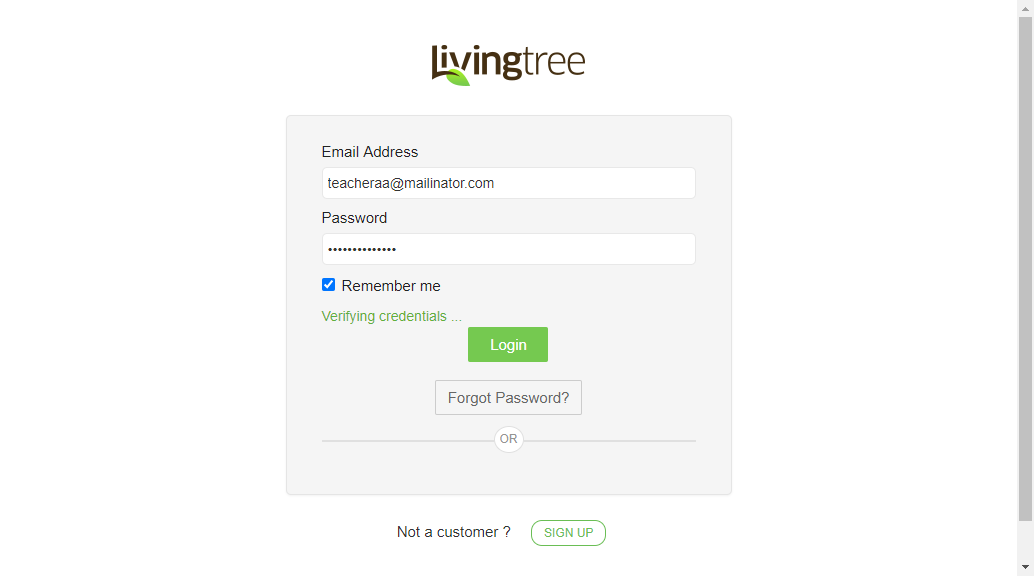 livingtree
Email Address
teacheraa@mailinator.com
Password
••••••••••••••
Remember me
Verifying credentials ...
Login
Forgot Password?
OR
Not a customer ? SIGN UP